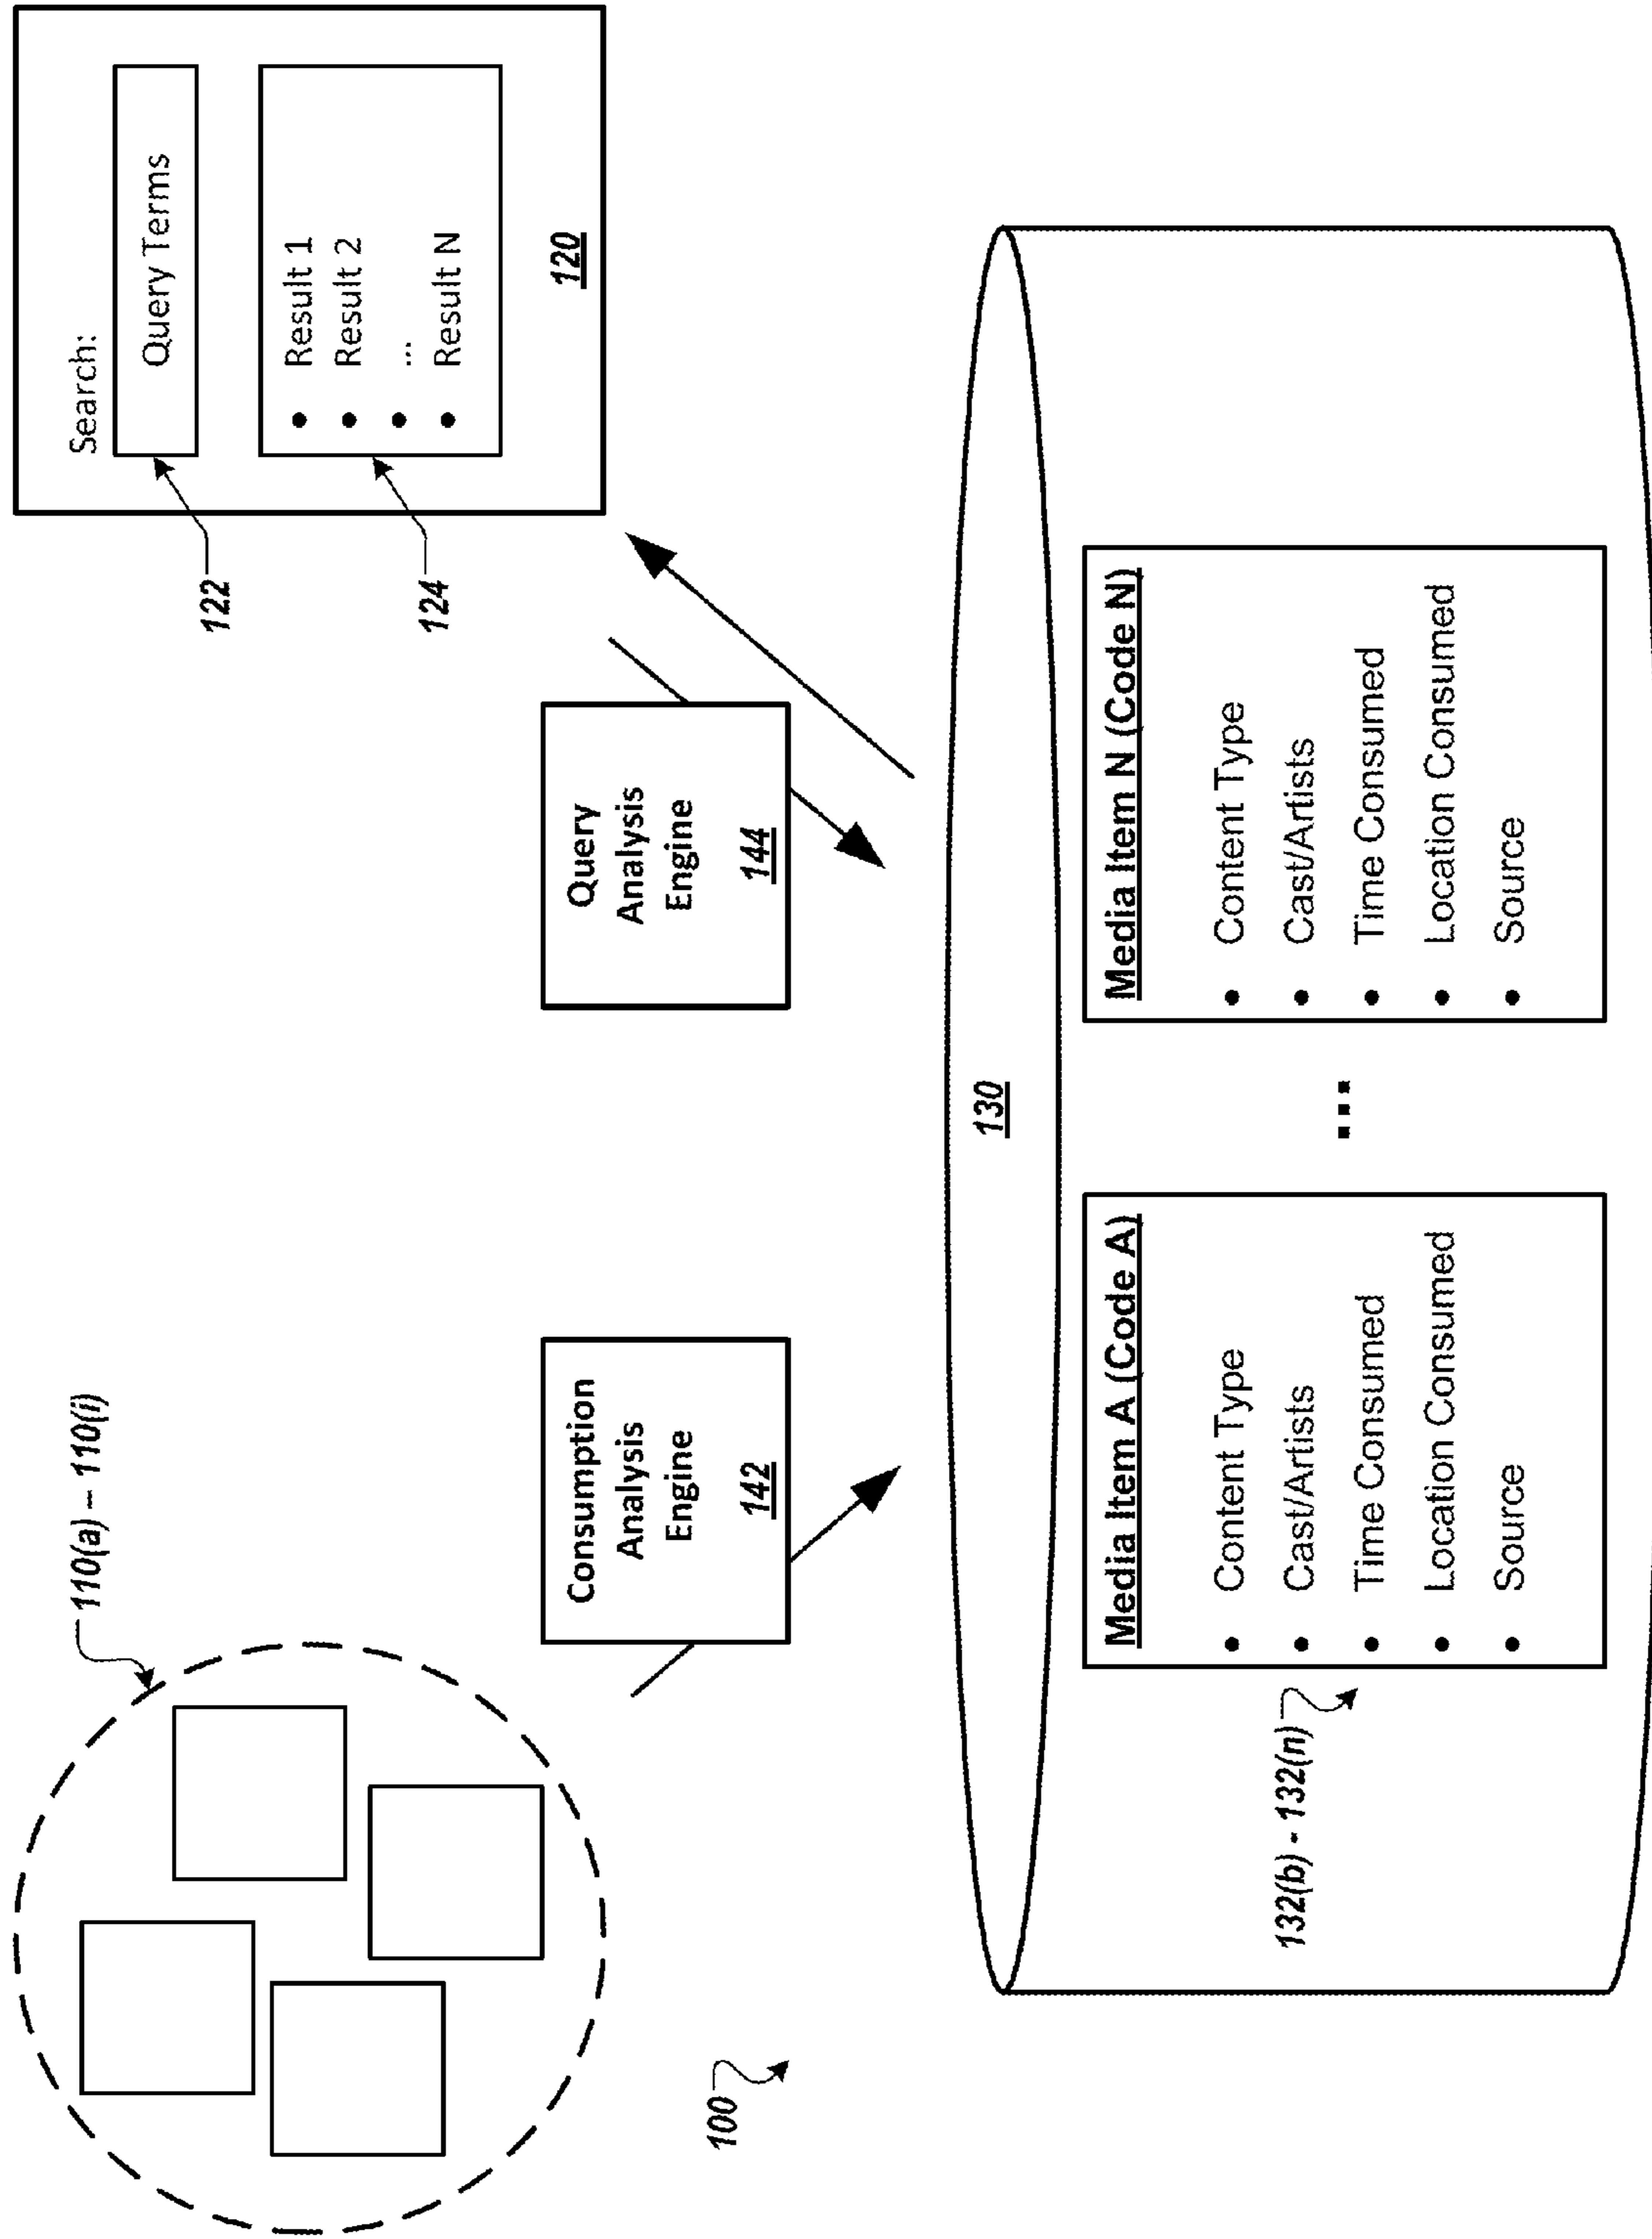 110(a) – 110(i)
Search:
Query Terms
122
• Result 1
• Result 2
• ...
• Result N
124
120
Consumption
Analysis
Engine
142
Query
Analysis
Engine
144
100
130
Media Item A (Code A)
• Content Type
• Cast/Artists
• Time Consumed
• Location Consumed
• Source
132(b) - 132(n)
...
Media Item N (Code N)
• Content Type
• Cast/Artists
• Time Consumed
• Location Consumed
• Source